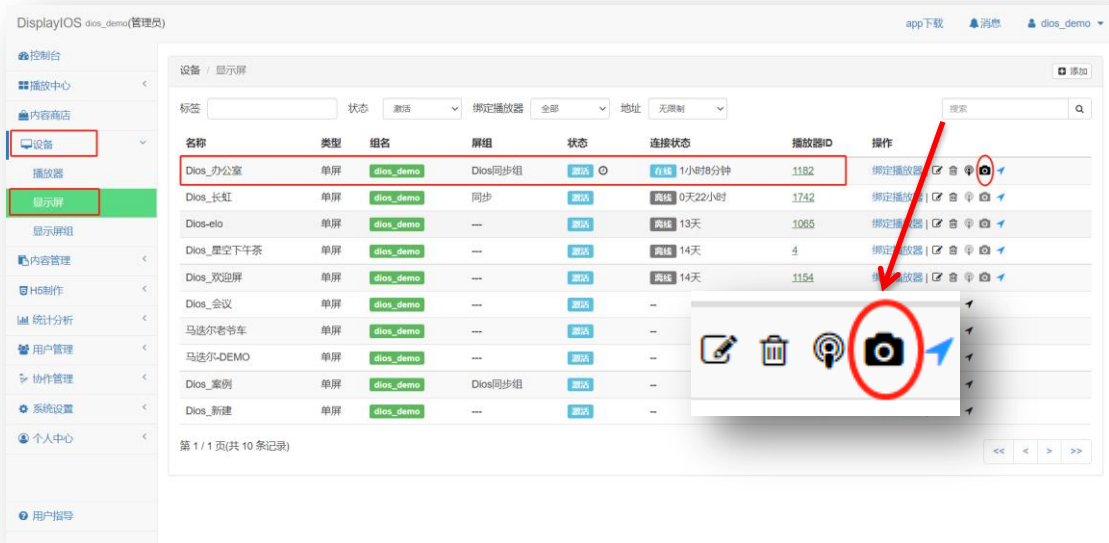 DisplayIOS dios_demo(管理员)
app下载 消息 dios_demo
控制台
播放中心
内容商店
设备
播放器
显示屏
显示屏组
内容管理
H5制作
统计分析
用户管理
协作管理
系统设置
个人中心
用户指导
设备 / 显示屏
添加
标签 状态 激活 绑定播放器 全部 地址 无限制 搜索
名称 类型 组名 屏组 状态 连接状态 播放器ID 操作
Dios_办公室 单屏 dios_demo Dios同步组 激活 在线 1小时8分钟 1182 绑定播放器 |
Dios_长虹 单屏 dios_demo 同步 激活 离线 0天22小时 1742 绑定播放器 |
Dios-elo 单屏 dios_demo --- 激活 离线 13天 1065 绑定播放器 |
Dios_星空下午茶 单屏 dios_demo --- 激活 离线 14天 4 绑定播放器 |
Dios_欢迎屏 单屏 dios_demo --- 激活 离线 14天 1154 绑定播放器 |
Dios_会议 单屏 dios_demo --- 激活 --
马迭尔老爷车 单屏 dios_demo --- 激活 --
马迭尔-DEMO 单屏 dios_demo --- 激活 --
Dios_案例 单屏 dios_demo Dios同步组 激活 --
Dios_新建 单屏 dios_demo --- 激活 --
第 1 / 1 页(共 10 条记录)
<< < > >>